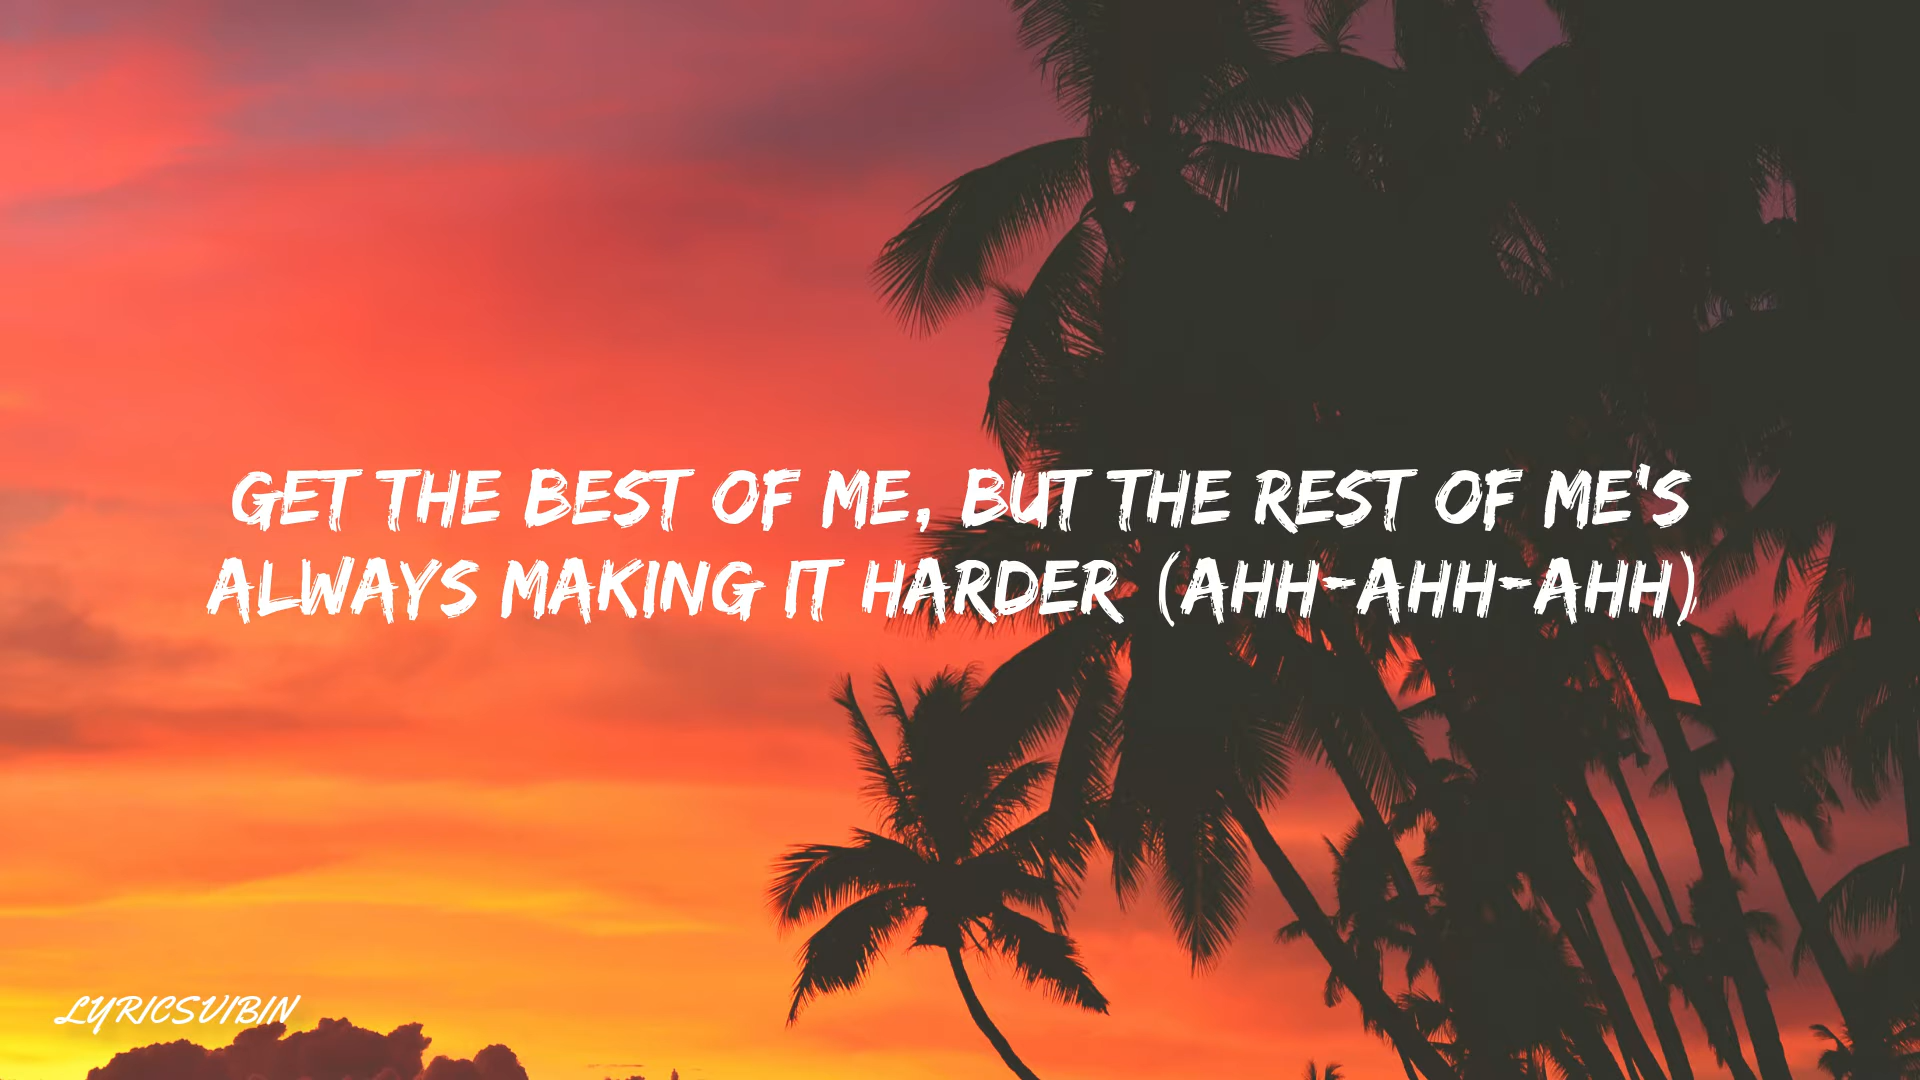 GET THE BEST OF ME, BUT THE REST OF ME'S
ALWAYS MAKING IT HARDER (AHH-AHH-AHH)
LYRICSVIBIN